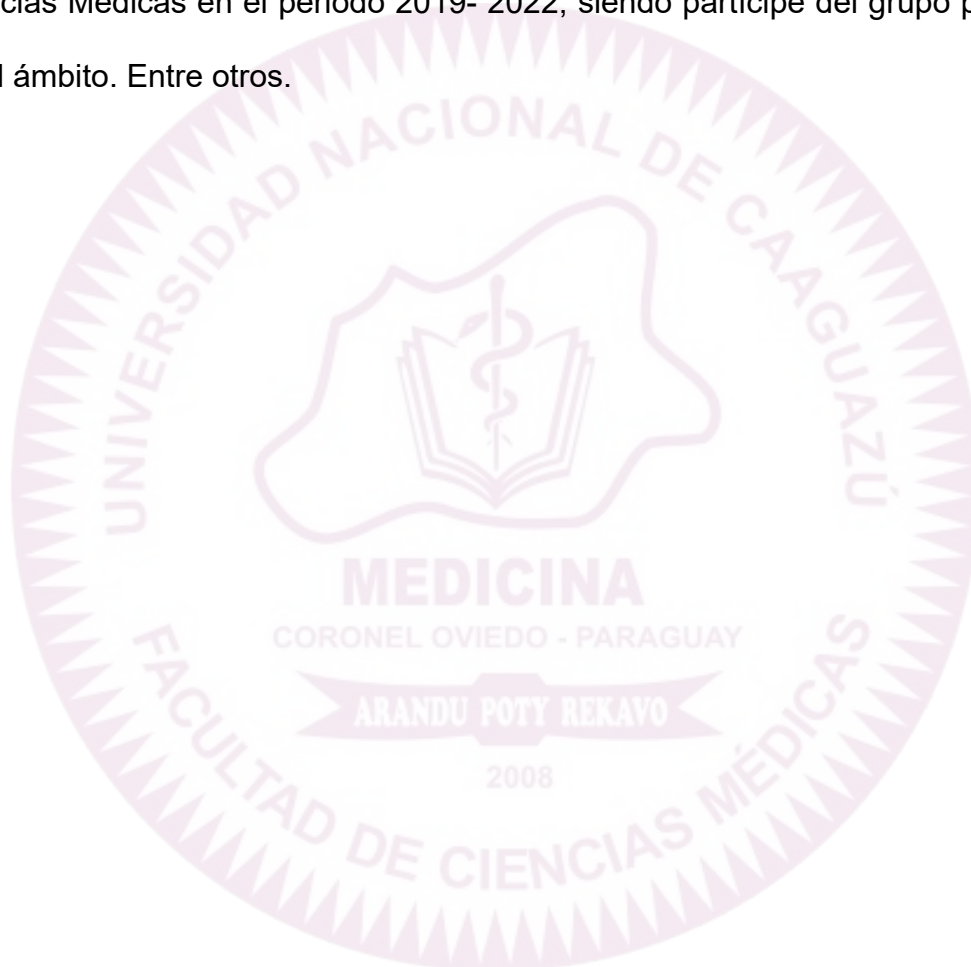 cias Médicas en el periodo 2019- 2022, siendo partícipe del grupo p
l ámbito. Entre otros.
UNIVERSIDAD NACIONAL DE CAAGUAZÚ
MEDICINA
CORONEL OVIEDO - PARAGUAY
ARANDU POTY REKAVO
2008
FACULTAD DE CIENCIAS MÉDICAS